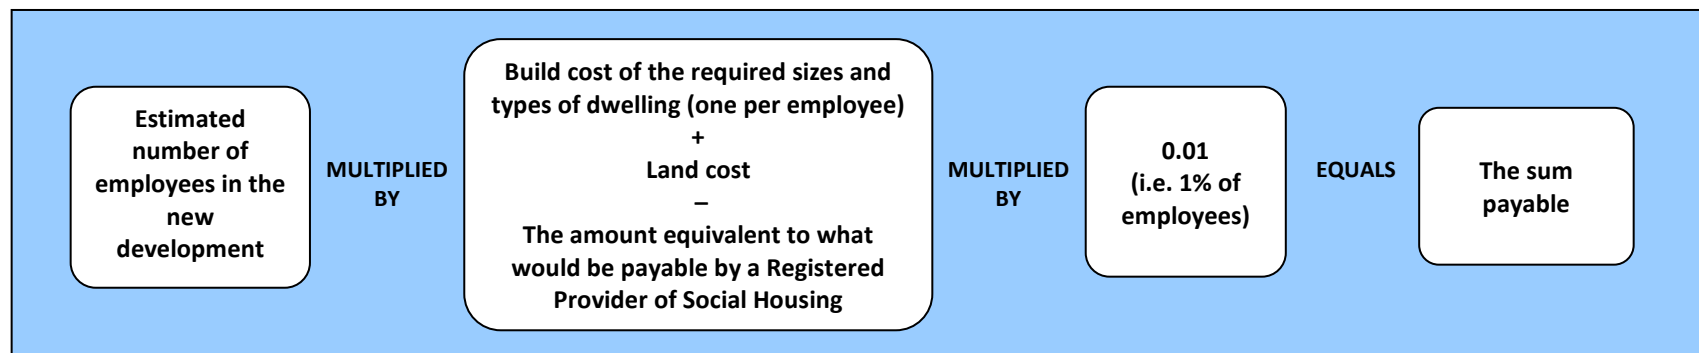 Estimated
number of
employees in the
new
development
MULTIPLIED
BY
Build cost of the required sizes and
types of dwelling (one per employee)
+
Land cost
–
The amount equivalent to what
would be payable by a Registered
Provider of Social Housing
MULTIPLIED
BY
0.01
(i.e. 1% of
employees)
EQUALS
The sum
payable